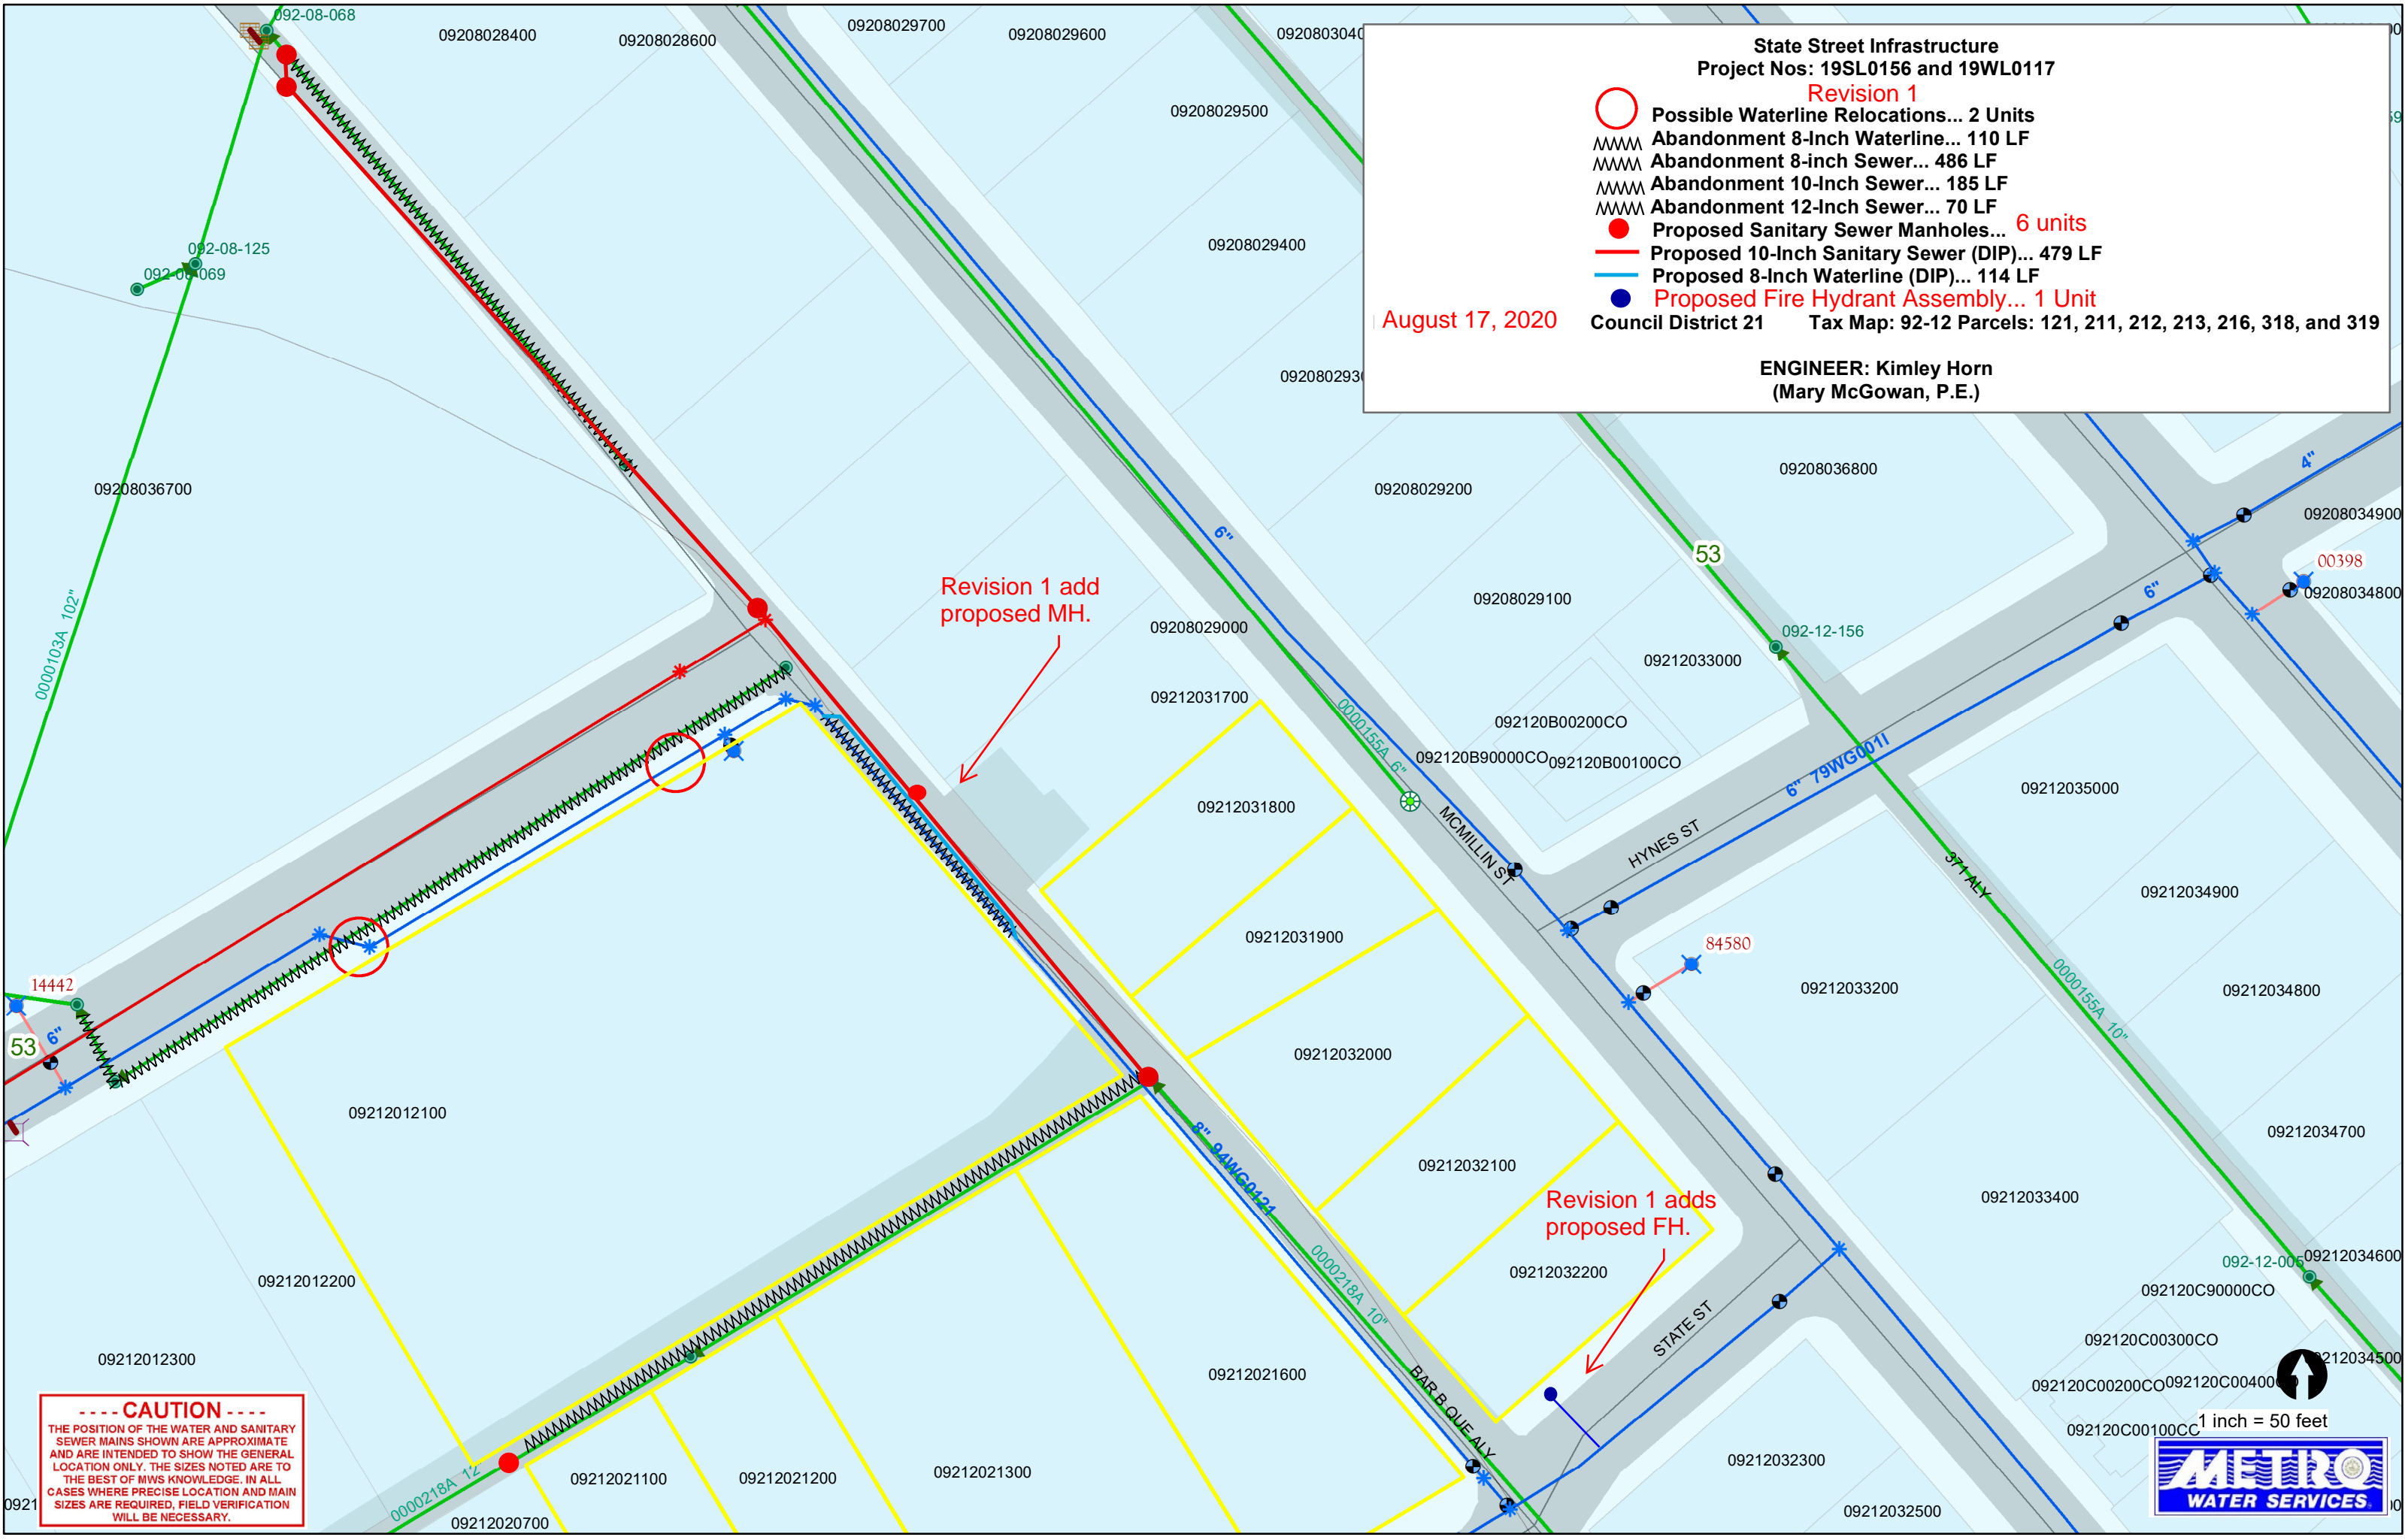 092-08-068
09208028400
09208028600
09208029700
09208029600
0920803040
State Street Infrastructure
Project Nos: 19SL0156 and 19WL0117
Revision 1
Possible Waterline Relocations... 2 Units
Abandonment 8-Inch Waterline... 110 LF
Abandonment 8-inch Sewer... 486 LF
Abandonment 10-Inch Sewer... 185 LF
Abandonment 12-Inch Sewer... 70 LF
Proposed Sanitary Sewer Manholes... 6 units
Proposed 10-Inch Sanitary Sewer (DIP)... 479 LF
Proposed 8-Inch Waterline (DIP)... 114 LF
Proposed Fire Hydrant Assembly... 1 Unit
August 17, 2020
Council District 21 Tax Map: 92-12 Parcels: 121, 211, 212, 213, 216, 318, and 319
ENGINEER: Kimley Horn
(Mary McGowan, P.E.)
09208029500
09208029400
092-08-125
092-08-069
0920802930
09208036700
09208029200
09208036800
4"
09208034900
6"
53
00398
09208034800
6"
0000103A 102"
Revision 1 add
proposed MH.
09208029100
09208029000
092-12-156
09212033000
09212031700
092120B00200CO
0000155A 6"
092120B90000CO
092120B00100CO
6" 79WG001I
09212035000
09212031800
MCMILLIN ST
HYNES ST
371 ALY
09212034900
09212031900
84580
14442
6"
53
09212033200
0000155A 10"
09212034800
09212032000
09212012100
8" 94WG0121
09212034700
09212032100
Revision 1 adds
proposed FH.
09212033400
09212012200
0000218A 10"
09212032200
092-12-005
09212034600
092120C90000CO
STATE ST
092120C00300CO
09212012300
09212021600
BAR B QUE ALY
09212034500
092120C00200CO
092120C00400
1 inch = 50 feet
092120C00100CO
---- CAUTION ----
THE POSITION OF THE WATER AND SANITARY
SEWER MAINS SHOWN ARE APPROXIMATE
AND ARE INTENDED TO SHOW THE GENERAL
LOCATION ONLY. THE SIZES NOTED ARE TO
THE BEST OF MWS KNOWLEDGE. IN ALL
CASES WHERE PRECISE LOCATION AND MAIN
SIZES ARE REQUIRED, FIELD VERIFICATION
WILL BE NECESSARY.
0921
0000218A 12
09212021100
09212021200
09212021300
09212032300
09212020700
09212032500
METRO
WATER SERVICES